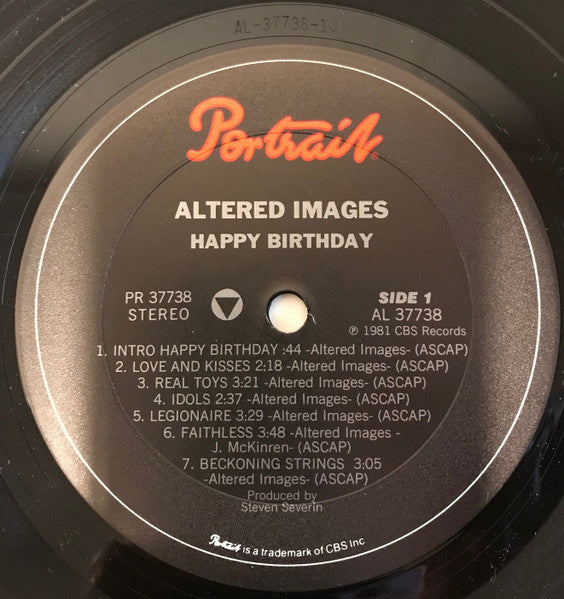 AL-37738-1J
Portrait
ALTERED IMAGES
HAPPY BIRTHDAY
PR 37738
STEREO
SIDE 1
AL 37738
℗ 1981 CBS Records
1. INTRO HAPPY BIRTHDAY :44 -Altered Images- (ASCAP)
2. LOVE AND KISSES 2:18 -Altered Images- (ASCAP)
3. REAL TOYS 3:21 -Altered Images- (ASCAP)
4. IDOLS 2:37 -Altered Images- (ASCAP)
5. LEGIONAIRE 3:29 -Altered Images- (ASCAP)
6. FAITHLESS 3:48 -Altered Images -
J. McKinren- (ASCAP)
7. BECKONING STRINGS 3:05
-Altered Images- (ASCAP)
Produced by
Steven Severin
Portrait is a trademark of CBS Inc